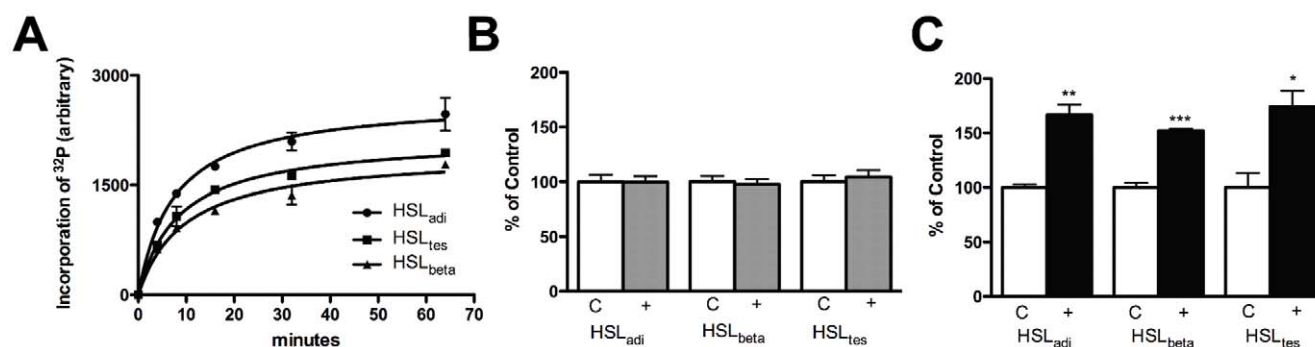 A
Incorporation of ³²P (arbitrary)
3000
1500
0
0 10 20 30 40 50 60 70
minutes
HSLadi
HSLtes
HSLbeta
B
% of Control
200
150
100
50
0
C + C + C +
HSLadi HSLbeta HSLtes
C
% of Control
200
150
100
50
0
** *** *
C + C + C +
HSLadi HSLbeta HSLtes